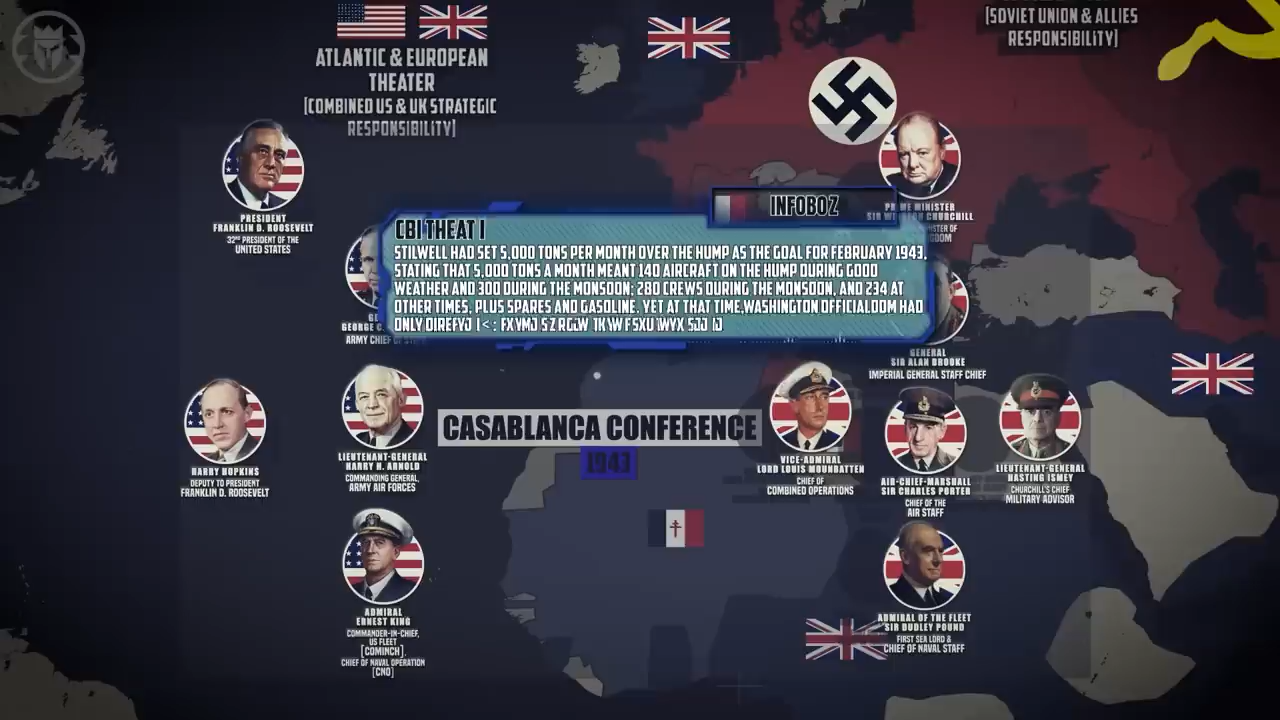 [SOVIET UNION & ALLIES
RESPONSIBILITY]
ATLANTIC & EUROPEAN
THEATER
[COMBINED US & UK STRATEGIC
RESPONSIBILITY]
PRESIDENT
FRANKLIN D. ROOSEVELT
32ND PRESIDENT OF THE
UNITED STATES
PRIME MINISTER
CHURCHILL
INFOBOZ
CBI THEAT I
STILWELL HAD SET 5,000 TONS PER MONTH OVER THE HUMP AS THE GOAL FOR FEBRUARY 1943,
STATING THAT 5,000 TONS A MONTH MEANT 140 AIRCRAFT ON THE HUMP DURING GOOD
WEATHER AND 300 DURING THE MONSOON; 280 CREWS DURING THE MONSOON, AND 234 AT
OTHER TIMES, PLUS SPARES AND GASOLINE. YET AT THAT TIME,WASHINGTON OFFICIALDOM HAD
ONLY
GEORGE C.
ARMY CHIEF
GENERAL
SIR ALAN BROOKE
IMPERIAL GENERAL STAFF CHIEF
CASABLANCA CONFERENCE
1943
HARRY HOPKINS
DEPUTY TO PRESIDENT
FRANKLIN D. ROOSEVELT
LIEUTENANT-GENERAL
HARRY H. ARNOLD
COMMANDING GENERAL,
ARMY AIR FORCES
VICE-ADMIRAL
LORD LOUIS MOUNBATTEN
CHIEF OF
COMBINED OPERATIONS
AIR-CHIEF-MARSHALL
SIR CHARLES PORTER
CHIEF OF THE
AIR STAFF
LIEUTENTANT-GENERAL
HASTING ISMEY
CHURCHILL'S CHIEF
MILITARY ADVISOR
ADMIRAL
ERNEST KING
COMMANDER-IN-CHIEF,
US FLEET
[COMINCH],
CHIEF OF NAVAL OPERATION
[CNO]
ADMIRAL OF THE FLEET
SIR DUDLEY POUND
FIRST SEA LORD &
CHIEF OF NAVAL STAFF